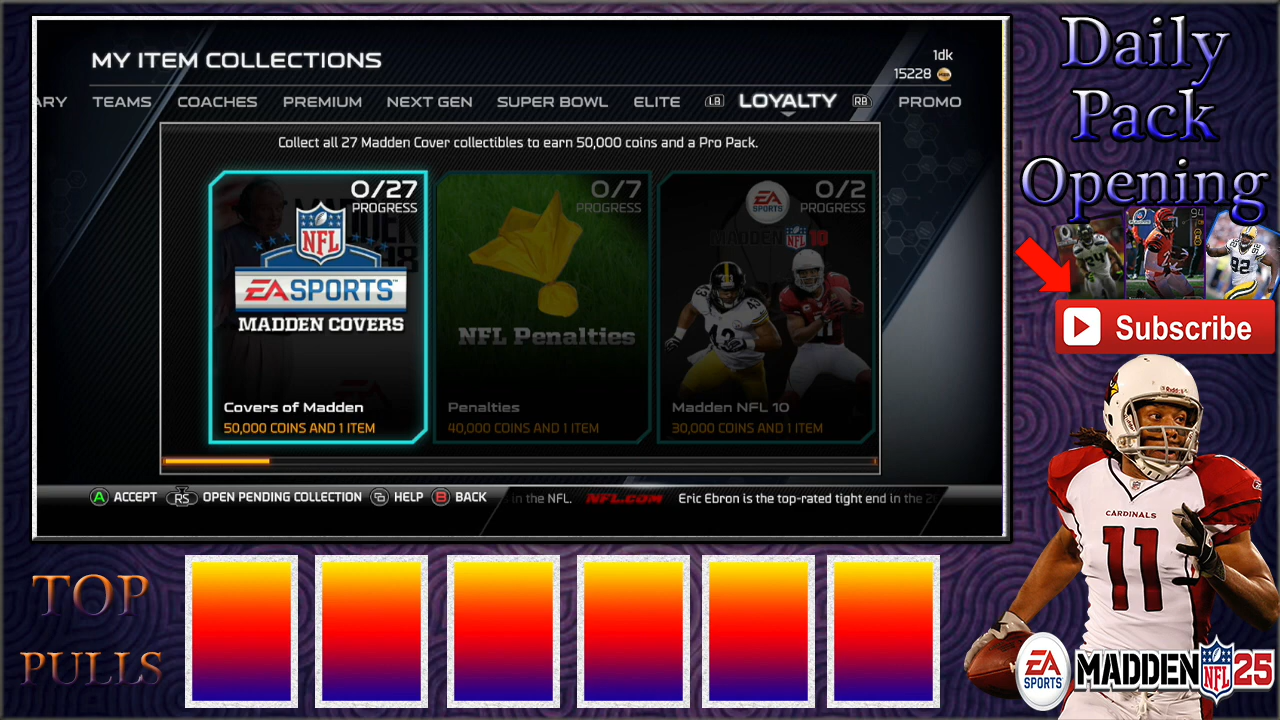 MY ITEM COLLECTIONS
1dk
15228
ARY TEAMS COACHES PREMIUM NEXT GEN SUPER BOWL ELITE LB LOYALTY RB PROMO
Collect all 27 Madden Cover collectibles to earn 50,000 coins and a Pro Pack.
0/27
PROGRESS
NFL
EA SPORTS
MADDEN COVERS
Covers of Madden
50,000 COINS AND 1 ITEM
0/7
PROGRESS
NFL Penalties
Penalties
40,000 COINS AND 1 ITEM
0/2
PROGRESS
EA SPORTS
MADDEN NFL 10
43
11
Madden NFL 10
30,000 COINS AND 1 ITEM
A ACCEPT RS OPEN PENDING COLLECTION HELP B BACK
in the NFL. NFL.COM Eric Ebron is the top-rated tight end in the 2
Daily
Pack
Opening
Subscribe
Riddell
CARDINALS
11
EA SPORTS
MADDEN NFL 25
TOP
PULLS